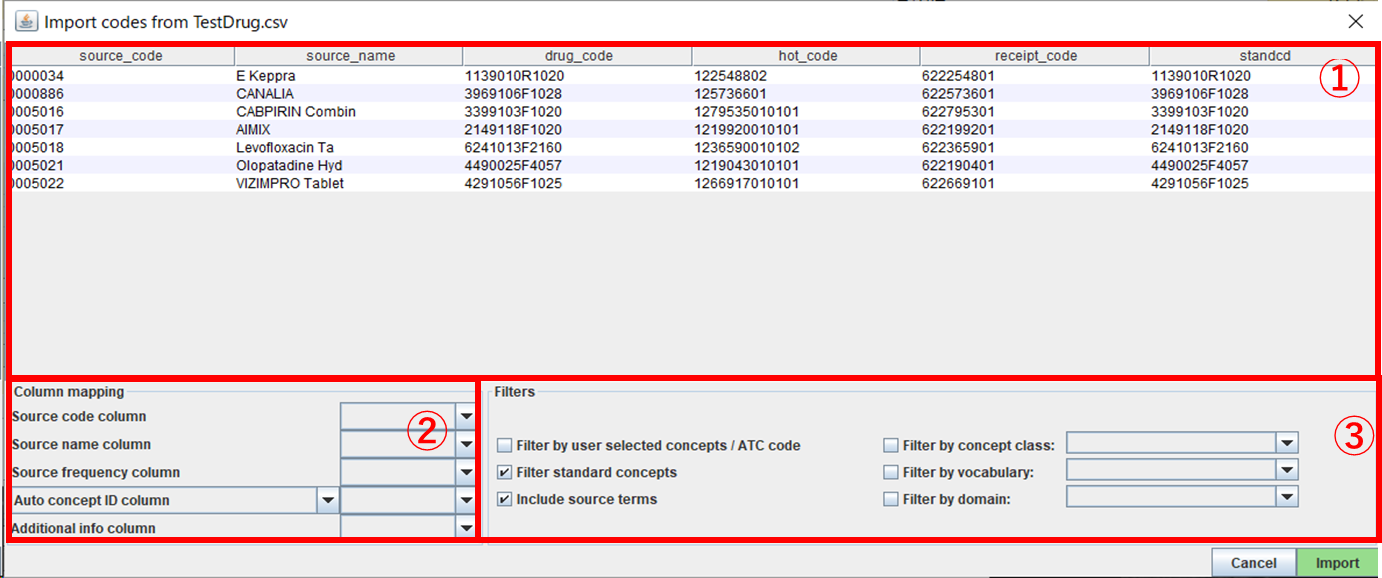 Import codes from TestDrug.csv
source_code source_name drug_code hot_code receipt_code standcd
0000034 E Keppra 1139010R1020 122548802 622254801 1139010R1020
0000886 CANALIA 3969106F1028 125736601 622573601 3969106F1028
0005016 CABPIRIN Combin 3399103F1020 1279535010101 622795301 3399103F1020
0005017 AIMIX 2149118F1020 1219920010101 622199201 2149118F1020
0005018 Levofloxacin Ta 6241013F2160 1236590010102 622365901 6241013F2160
0005021 Olopatadine Hyd 4490025F4057 1219043010101 622190401 4490025F4057
0005022 VIZIMPRO Tablet 4291056F1025 1266917010101 622669101 4291056F1025
①
Column mapping
Source code column
Source name column
Source frequency column
Auto concept ID column
Additional info column
②
Filters
Filter by user selected concepts / ATC code
Filter standard concepts
Include source terms
Filter by concept class:
Filter by vocabulary:
Filter by domain:
③
Cancel Import